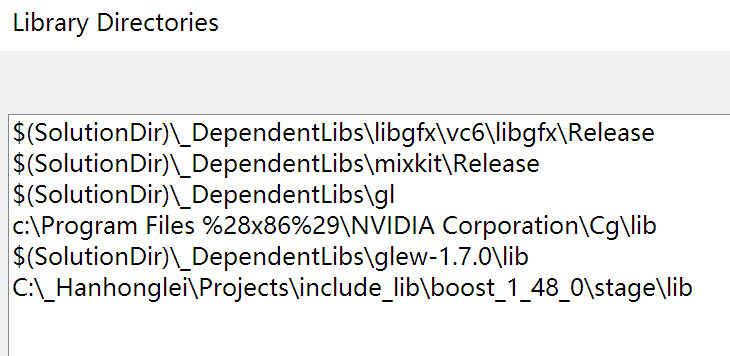 Library Directories
$(SolutionDir)\_DependentLibs\libgfx\vc6\libgfx\Release
$(SolutionDir)\_DependentLibs\mixkit\Release
$(SolutionDir)\_DependentLibs\gl
c:\Program Files %28x86%29\NVIDIA Corporation\Cg\lib
$(SolutionDir)\_DependentLibs\glew-1.7.0\lib
C:\_Hanhonglei\Projects\include_lib\boost_1_48_0\stage\lib